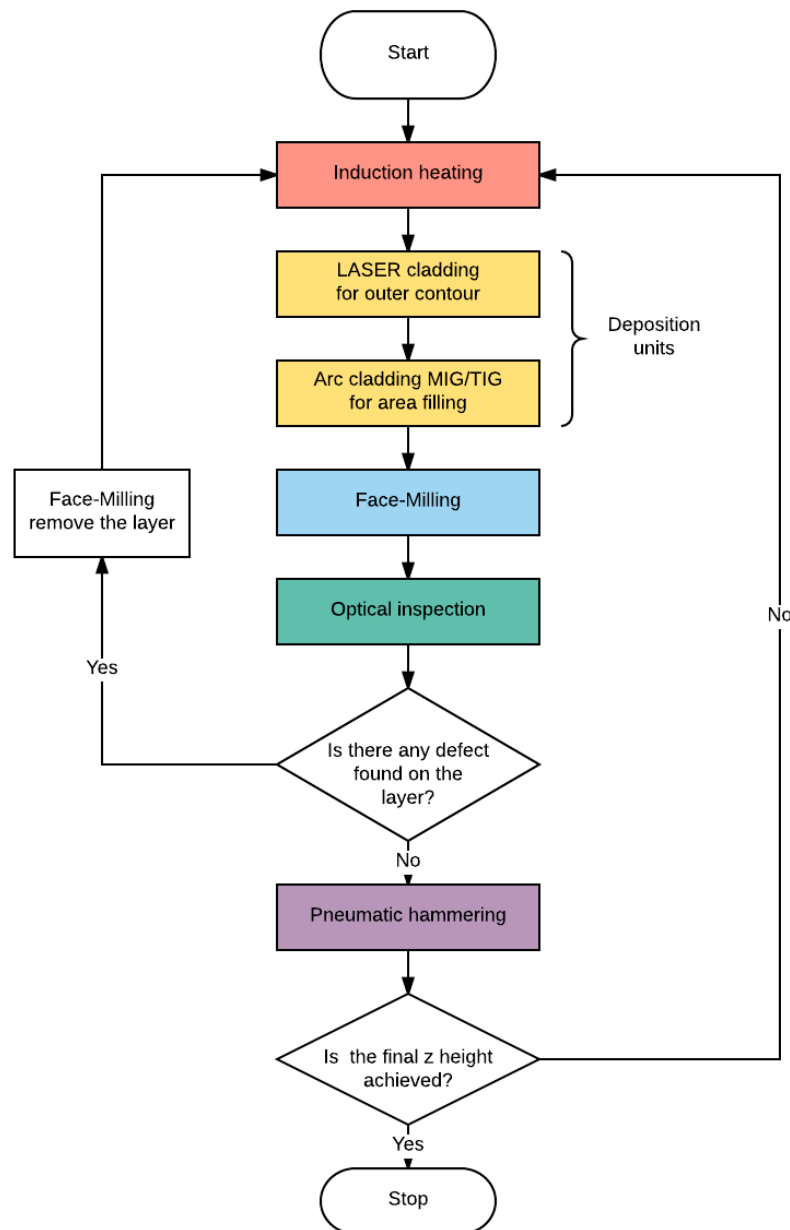 Start
Induction heating
LASER cladding
for outer contour
Deposition
units
Arc cladding MIG/TIG
for area filling
Face-Milling
remove the layer
Face-Milling
Optical inspection
No
Yes
Is there any defect
found on the
layer?
No
Pneumatic hammering
Is the final z height
achieved?
Yes
Stop